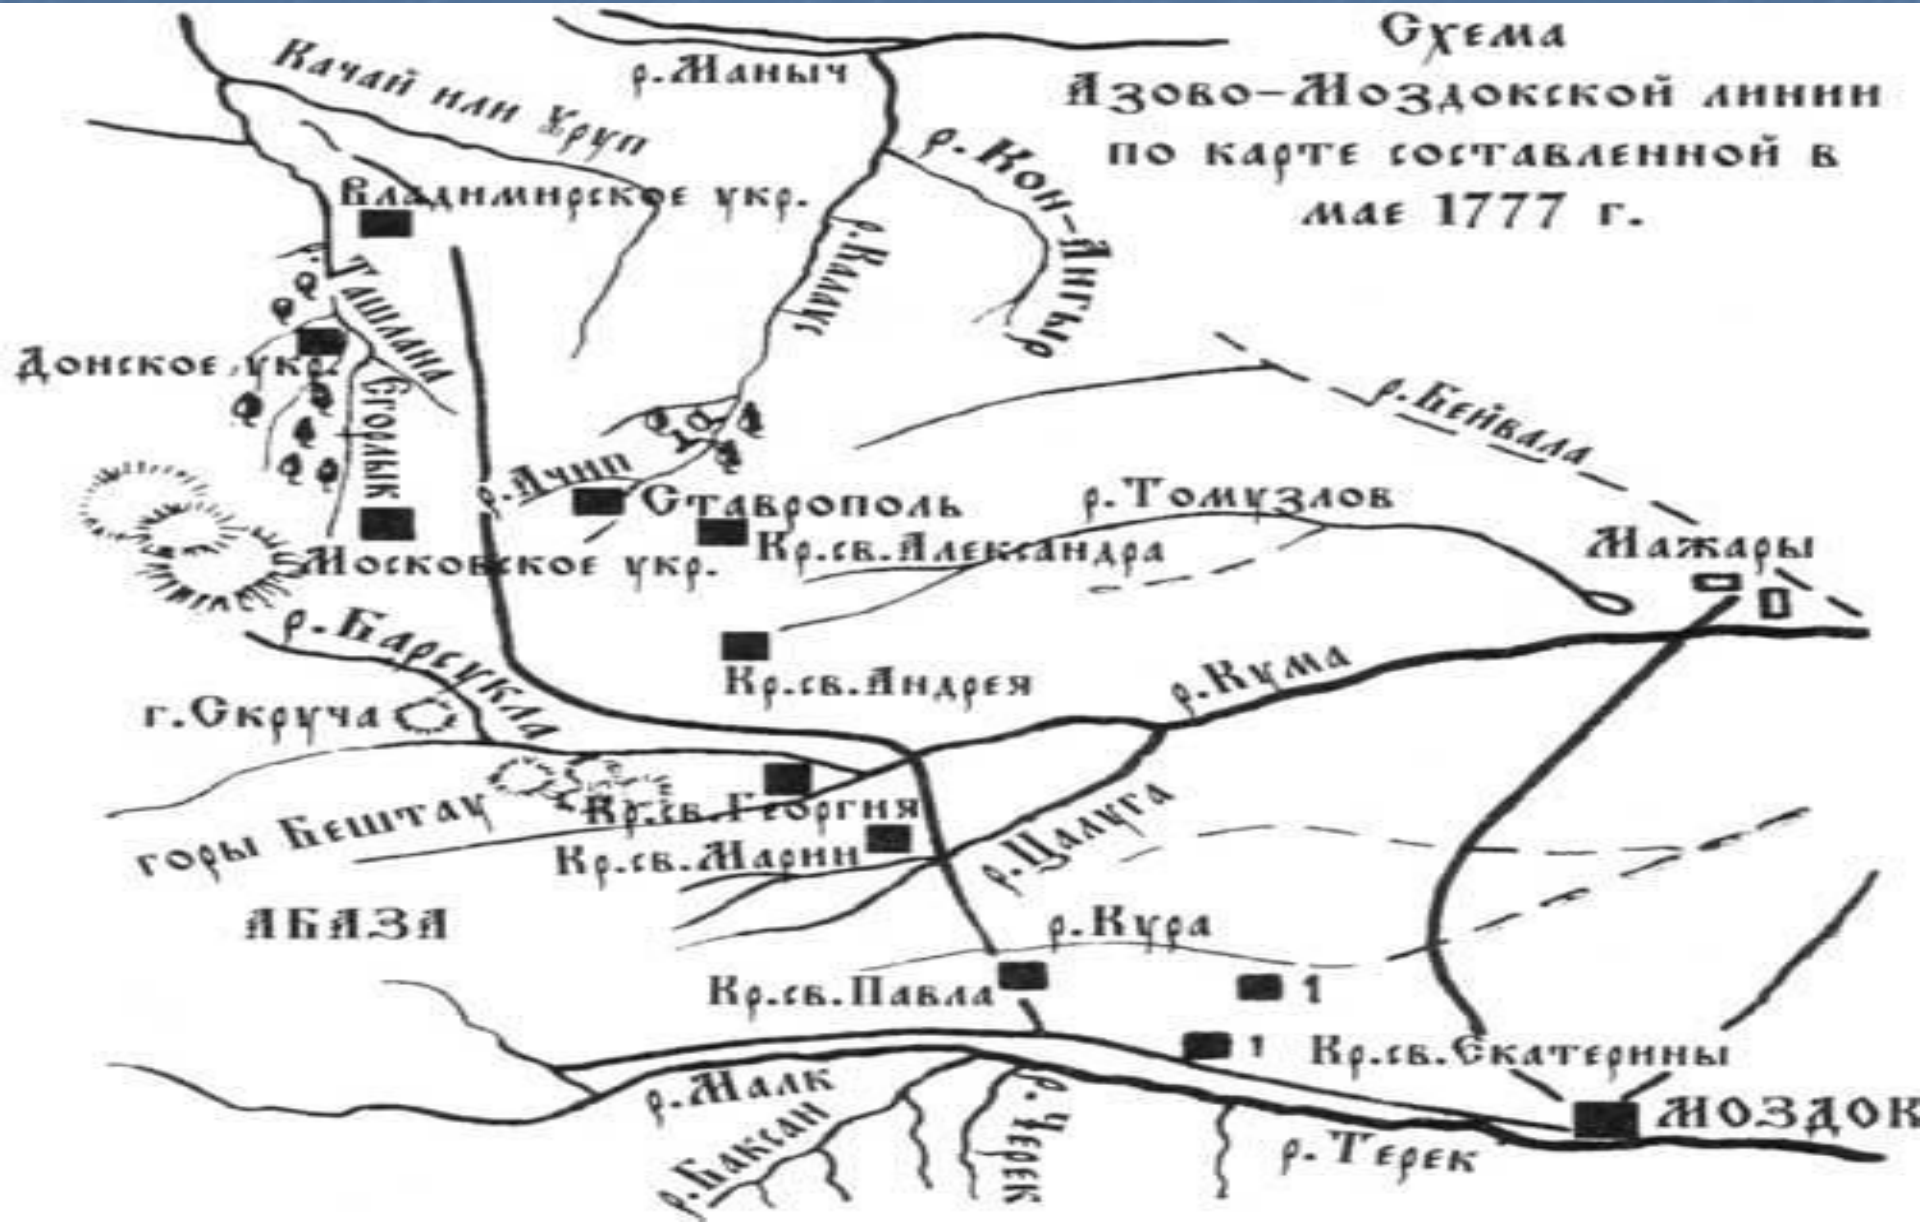 Схема
Азово-Моздокской линии
по карте составленной в
мае 1777 г.
Качай или Уруп
р. Маныч
р. Кон-Янгыр
Владимирское укр.
р. Калаус
Ташлана
Донское укр.
Егорлык
р. Бейвала
р. Ачип
Ставрополь
р. Томузлов
Кр.св. Александра
Мажары
Московское укр.
р. Барсукла
Кр.св. Андрея
р. Кума
г. Скруча
горы Бештау
Кр.св. Георгия
р. Цалуга
Кр.св. Марии
АБАЗА
р. Кура
Кр.св. Павла
1
1
Кр.св. Екатерины
МОЗДОК
р. Малк
р. Баксан
р. Черек
р. Терек